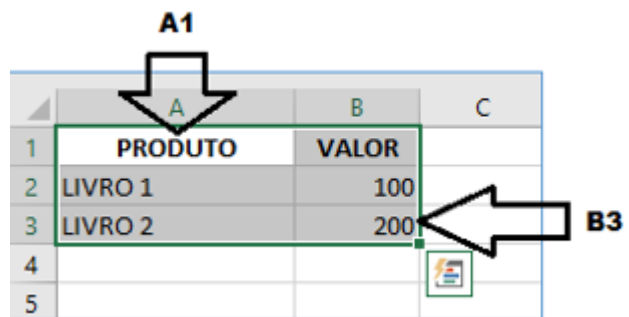 A1
A B C
1 PRODUTO VALOR
2 LIVRO 1 100
3 LIVRO 2 200 B3
4
5